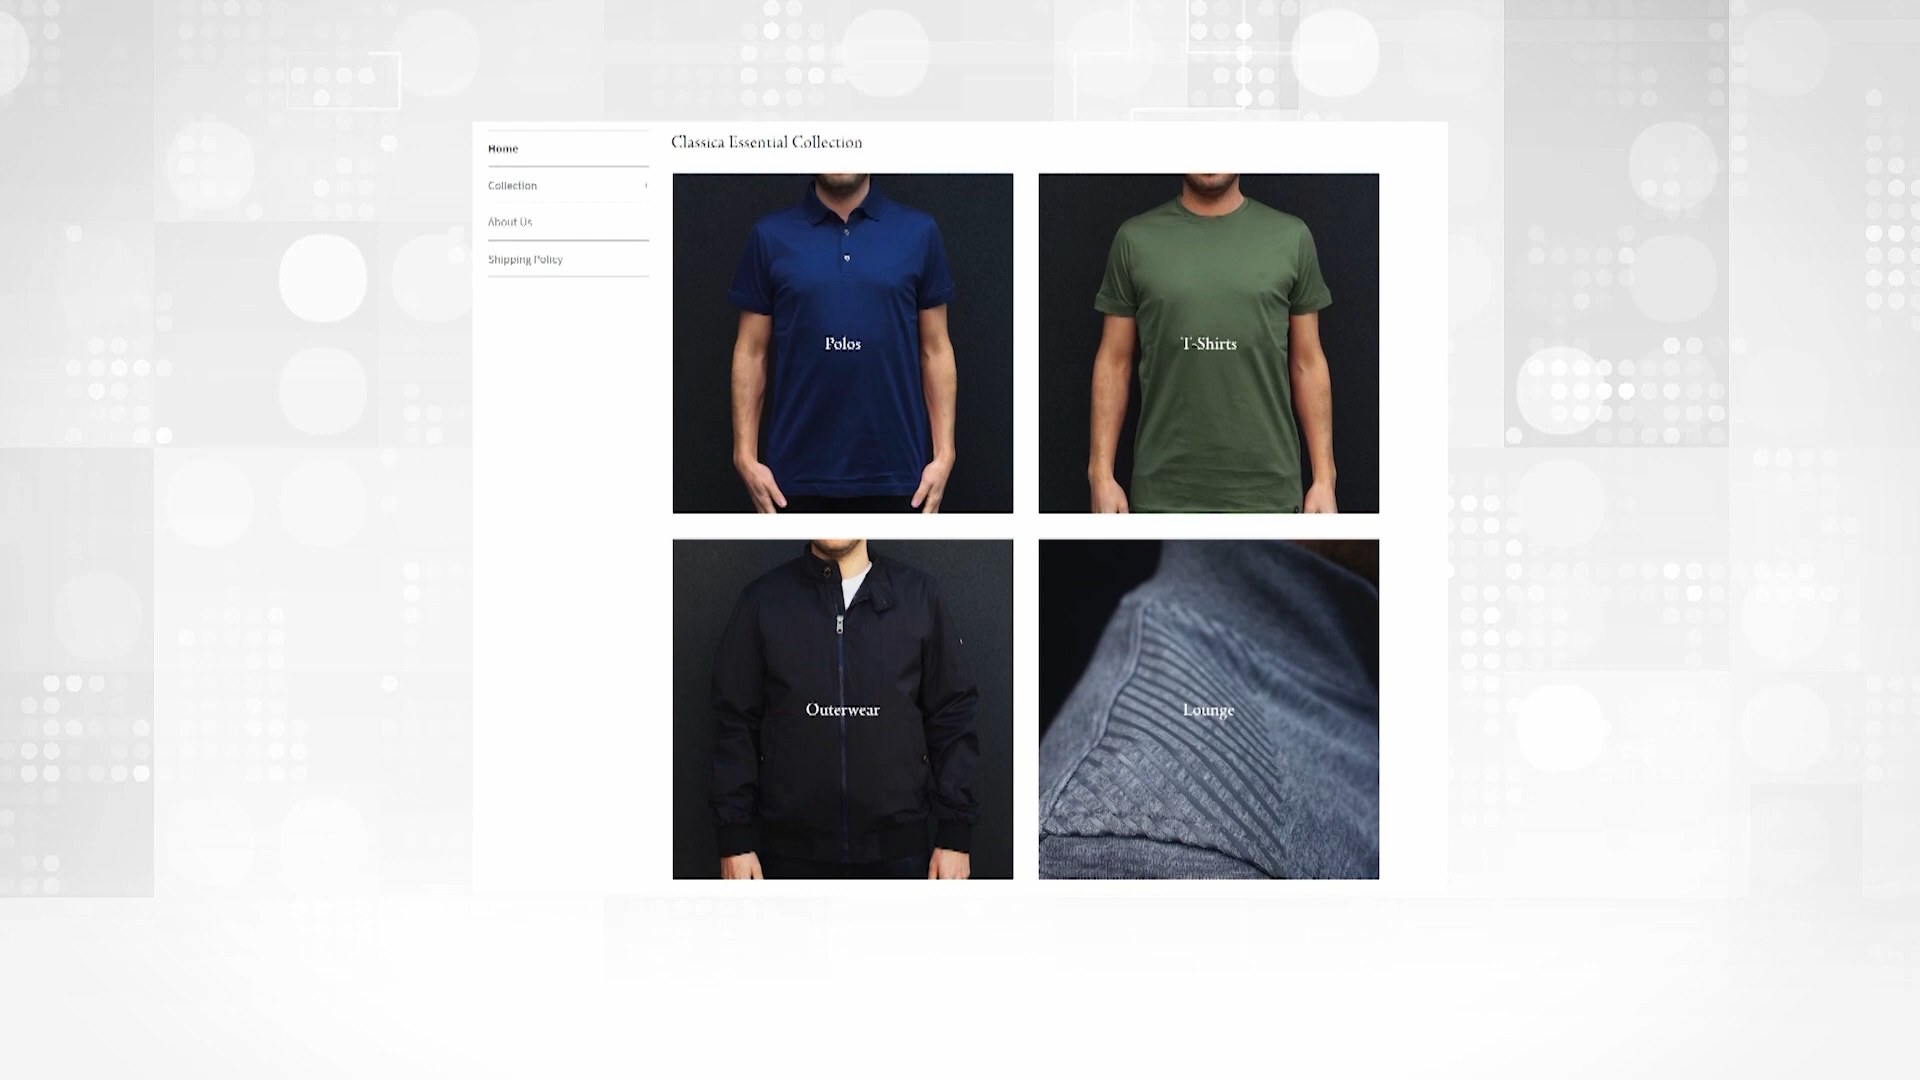 Home
Collection +
About Us
Shipping Policy
Classica Essential Collection
Polos
T-Shirts
Outerwear
Lounge